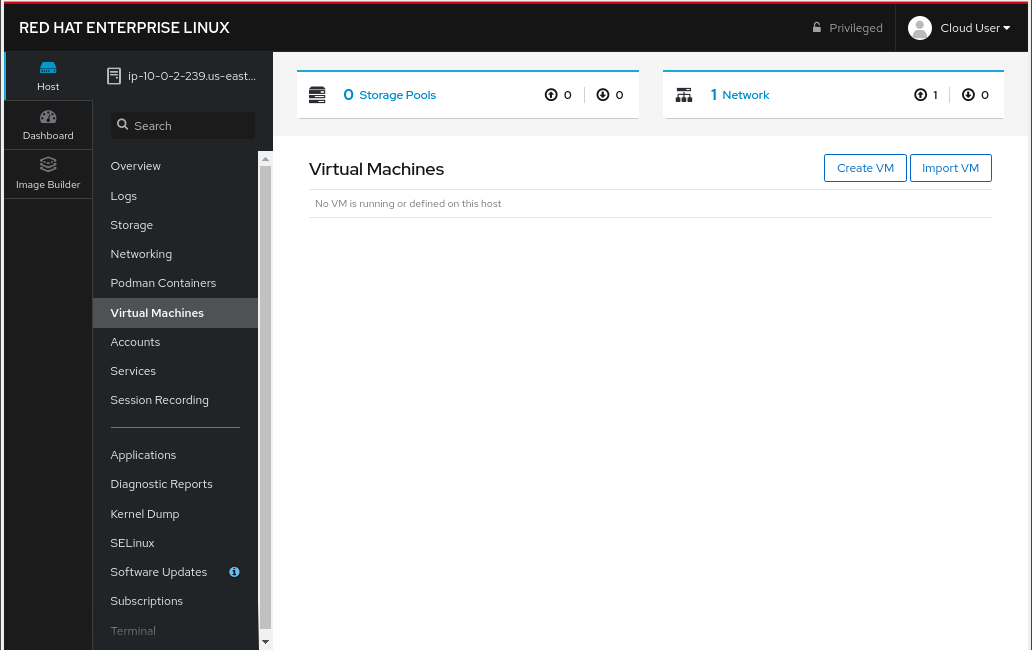 RED HAT ENTERPRISE LINUX
Privileged
Cloud User
Host
Dashboard
Image Builder
ip-10-0-2-239.us-east...
Search
Overview
Logs
Storage
Networking
Podman Containers
Virtual Machines
Accounts
Services
Session Recording
Applications
Diagnostic Reports
Kernel Dump
SELinux
Software Updates
Subscriptions
Terminal
0 Storage Pools 0 0
1 Network 1 0
Virtual Machines
Create VM
Import VM
No VM is running or defined on this host